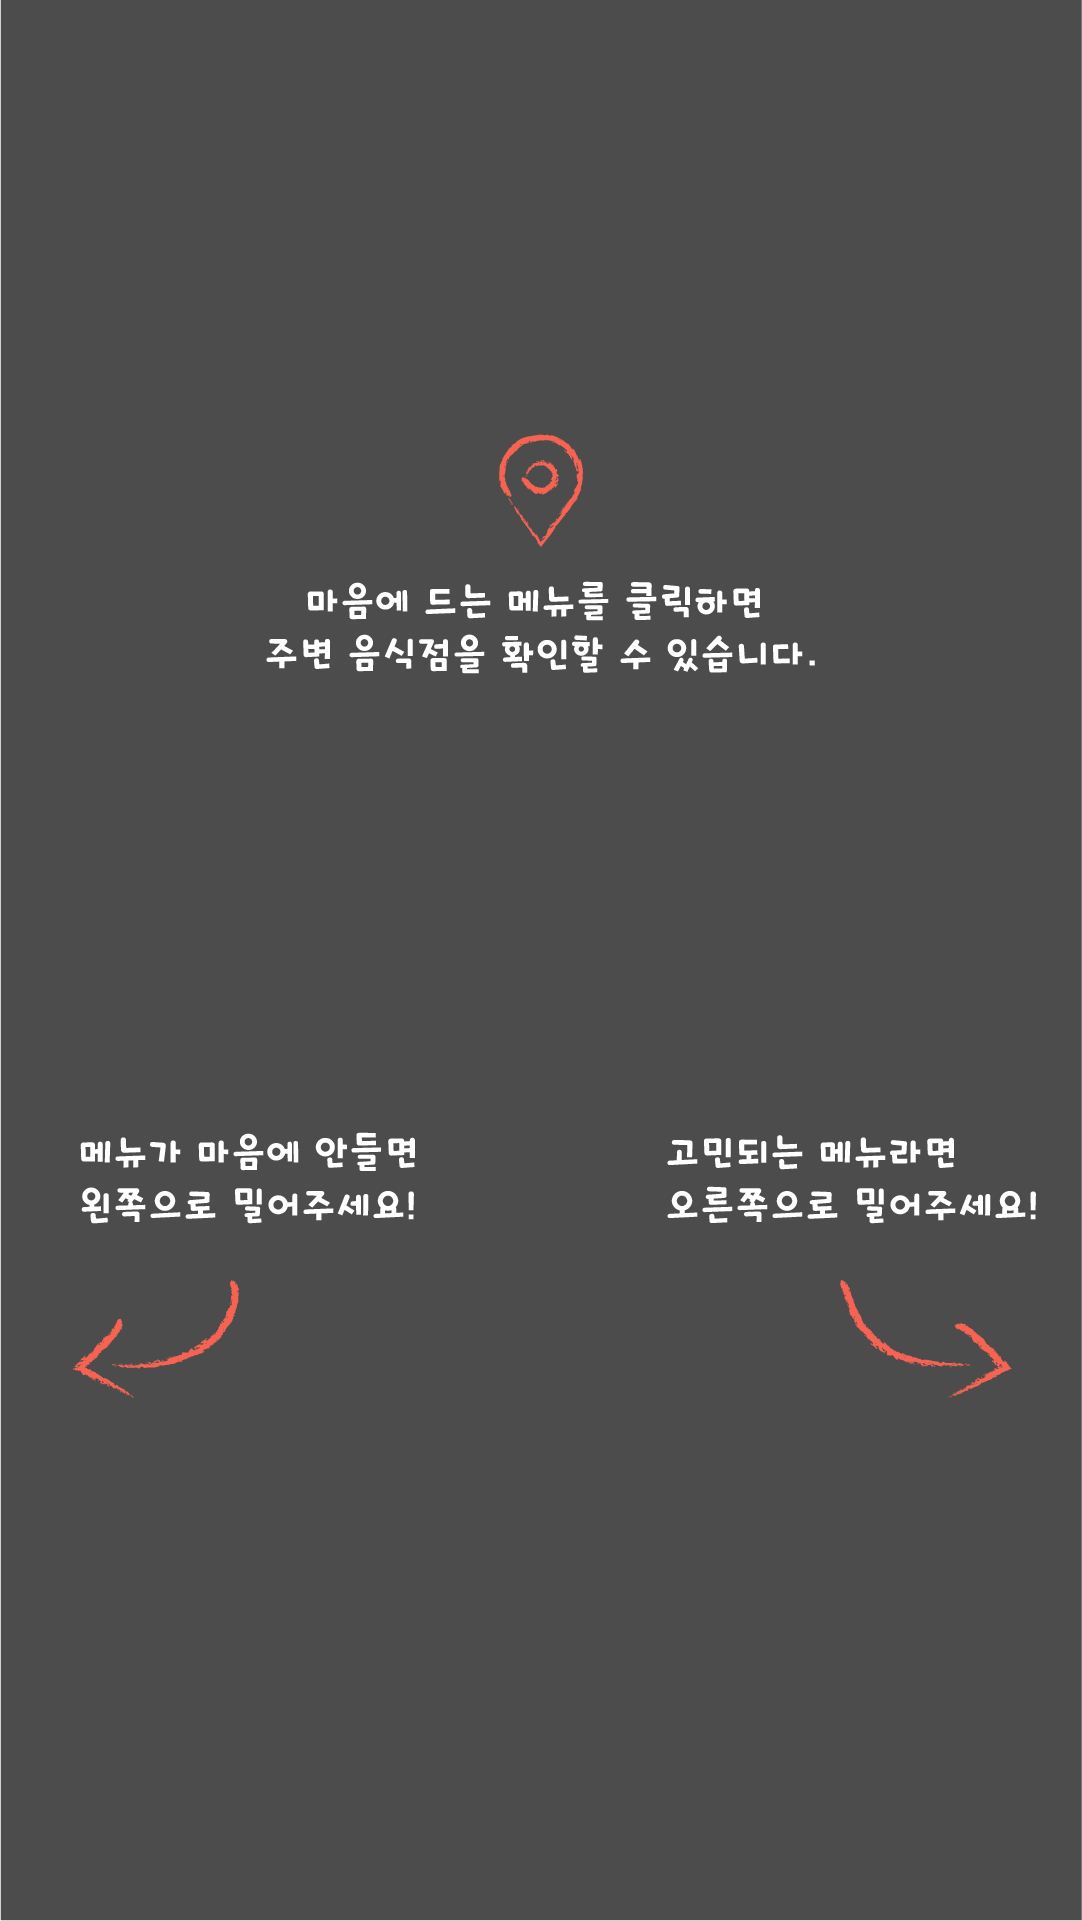 마음에 드는 메뉴를 클릭하면
주변 음식점을 확인할 수 있습니다.
메뉴가 마음에 안들면
왼쪽으로 밀어주세요!
고민되는 메뉴라면
오른쪽으로 밀어주세요!